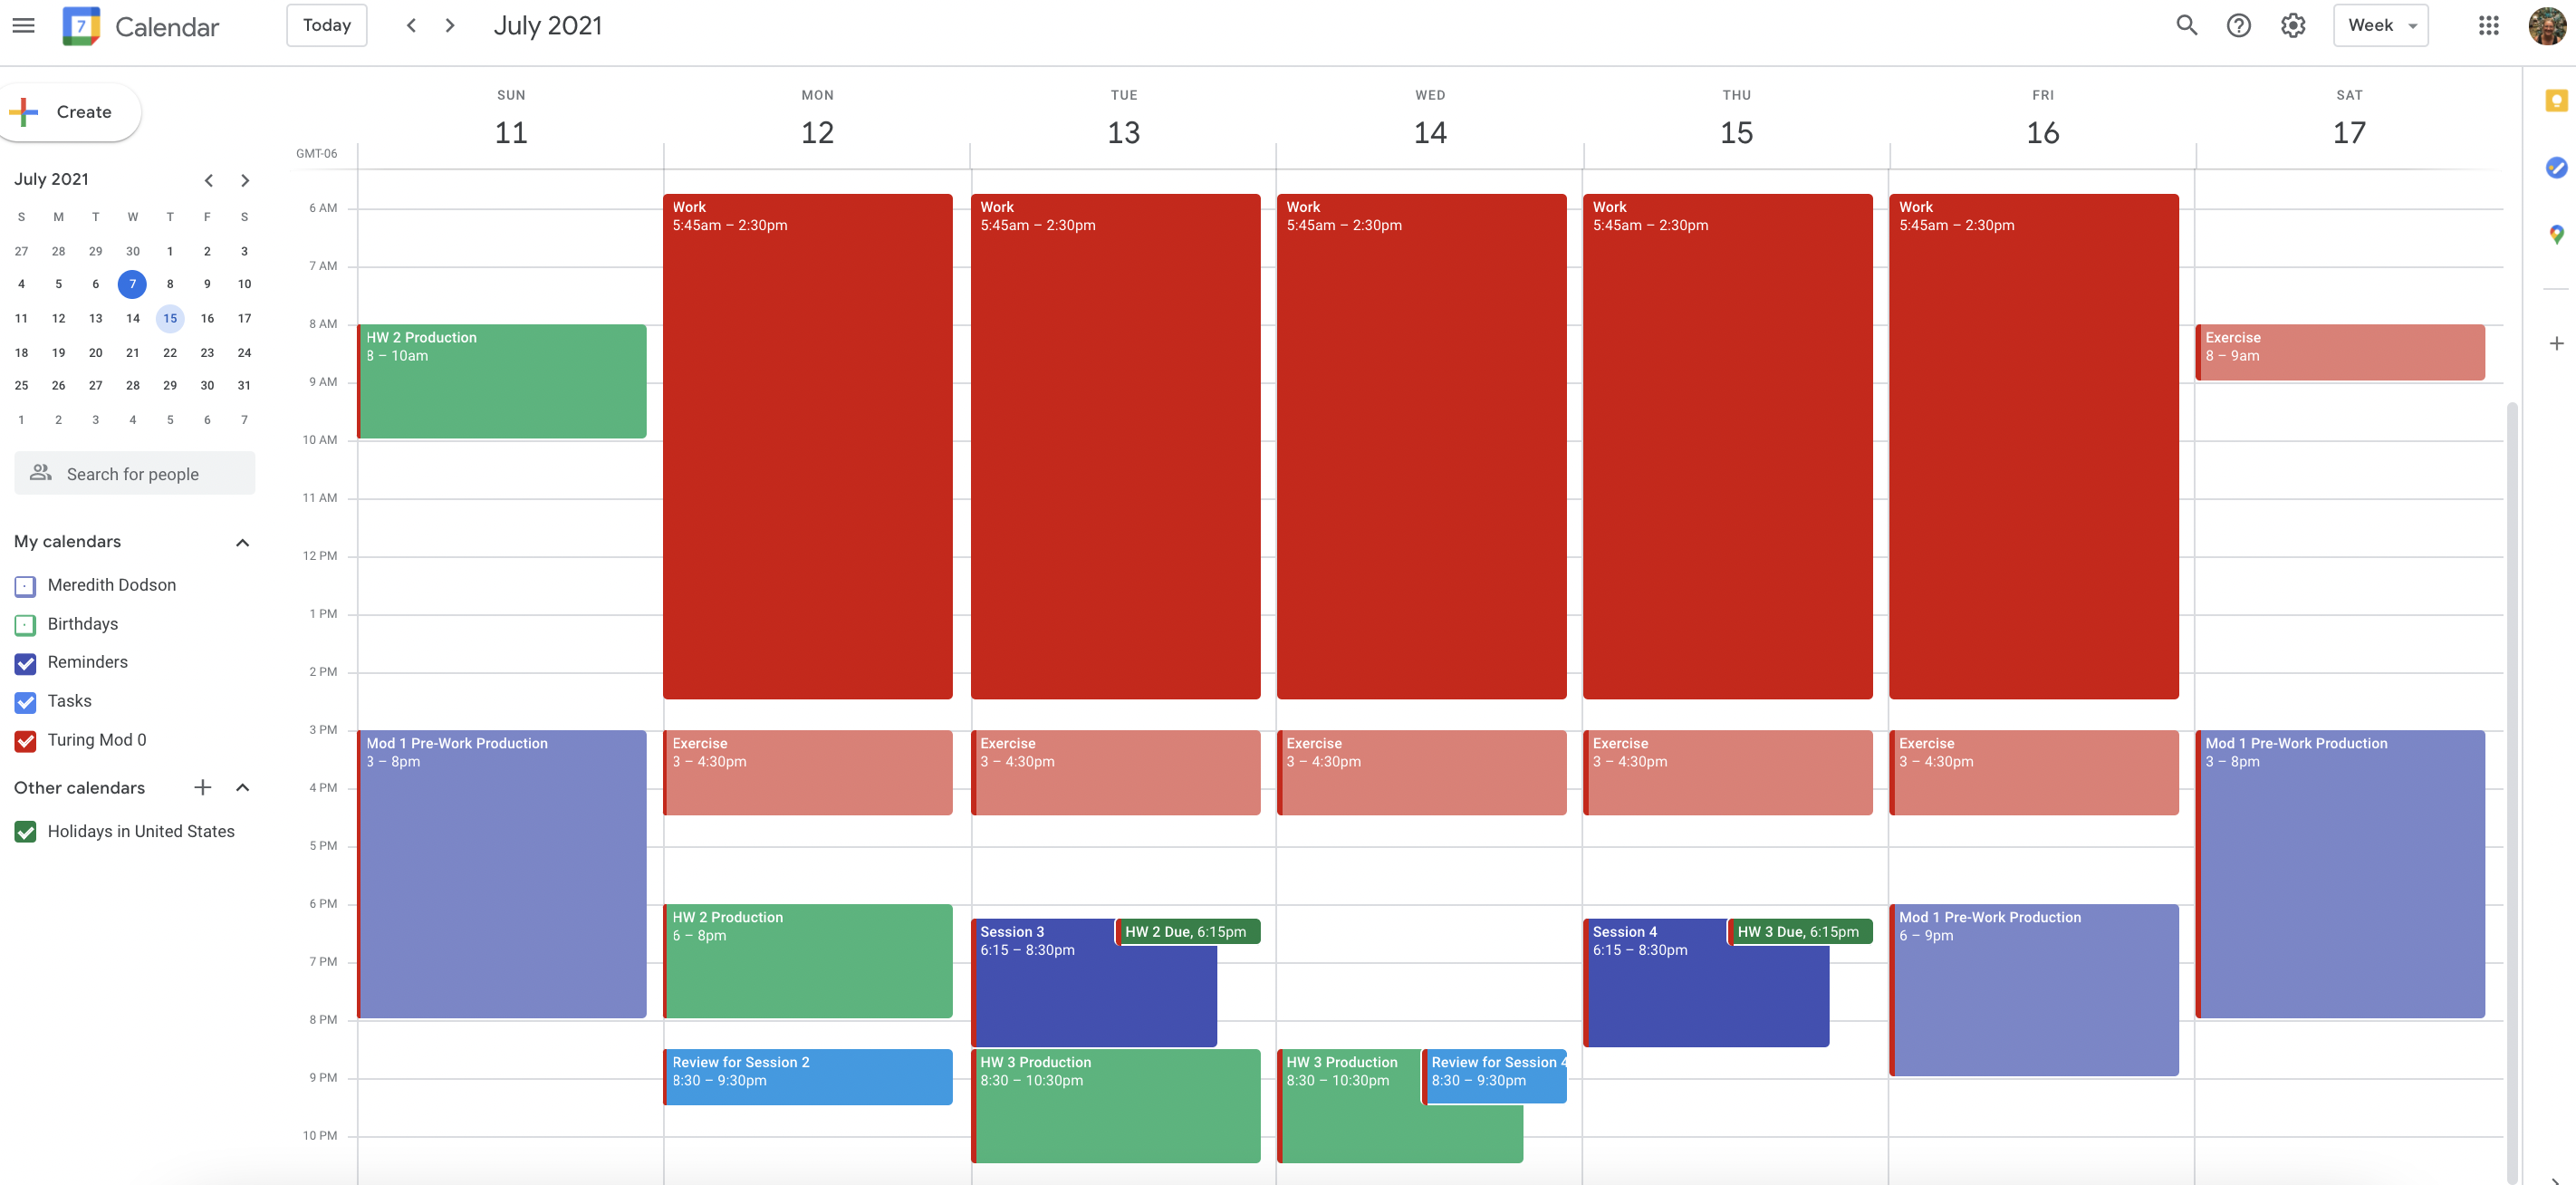 7 Calendar Today July 2021 Week
Create
SUN MON TUE WED THU FRI SAT
11 12 13 14 15 16 17
GMT-06
July 2021
S M T W T F S
27 28 29 30 1 2 3
4 5 6 7 8 9 10
11 12 13 14 15 16 17
18 19 20 21 22 23 24
25 26 27 28 29 30 31
1 2 3 4 5 6 7
Search for people
My calendars
Meredith Dodson
Birthdays
Reminders
Tasks
Turing Mod 0
Other calendars
Holidays in United States
6 AM
7 AM
8 AM
9 AM
10 AM
11 AM
12 PM
1 PM
2 PM
3 PM
4 PM
5 PM
6 PM
7 PM
8 PM
9 PM
10 PM
HW 2 Production
8 – 10am
Mod 1 Pre-Work Production
3 – 8pm
Work
5:45am – 2:30pm
Exercise
3 – 4:30pm
HW 2 Production
6 – 8pm
Review for Session 2
8:30 – 9:30pm
Work
5:45am – 2:30pm
Exercise
3 – 4:30pm
Session 3
6:15 – 8:30pm
HW 2 Due, 6:15pm
HW 3 Production
8:30 – 10:30pm
Work
5:45am – 2:30pm
Exercise
3 – 4:30pm
HW 3 Production
8:30 – 10:30pm
Review for Session 4
8:30 – 9:30pm
Work
5:45am – 2:30pm
Exercise
3 – 4:30pm
Session 4
6:15 – 8:30pm
HW 3 Due, 6:15pm
Work
5:45am – 2:30pm
Exercise
3 – 4:30pm
Mod 1 Pre-Work Production
6 – 9pm
Exercise
8 – 9am
Mod 1 Pre-Work Production
3 – 8pm